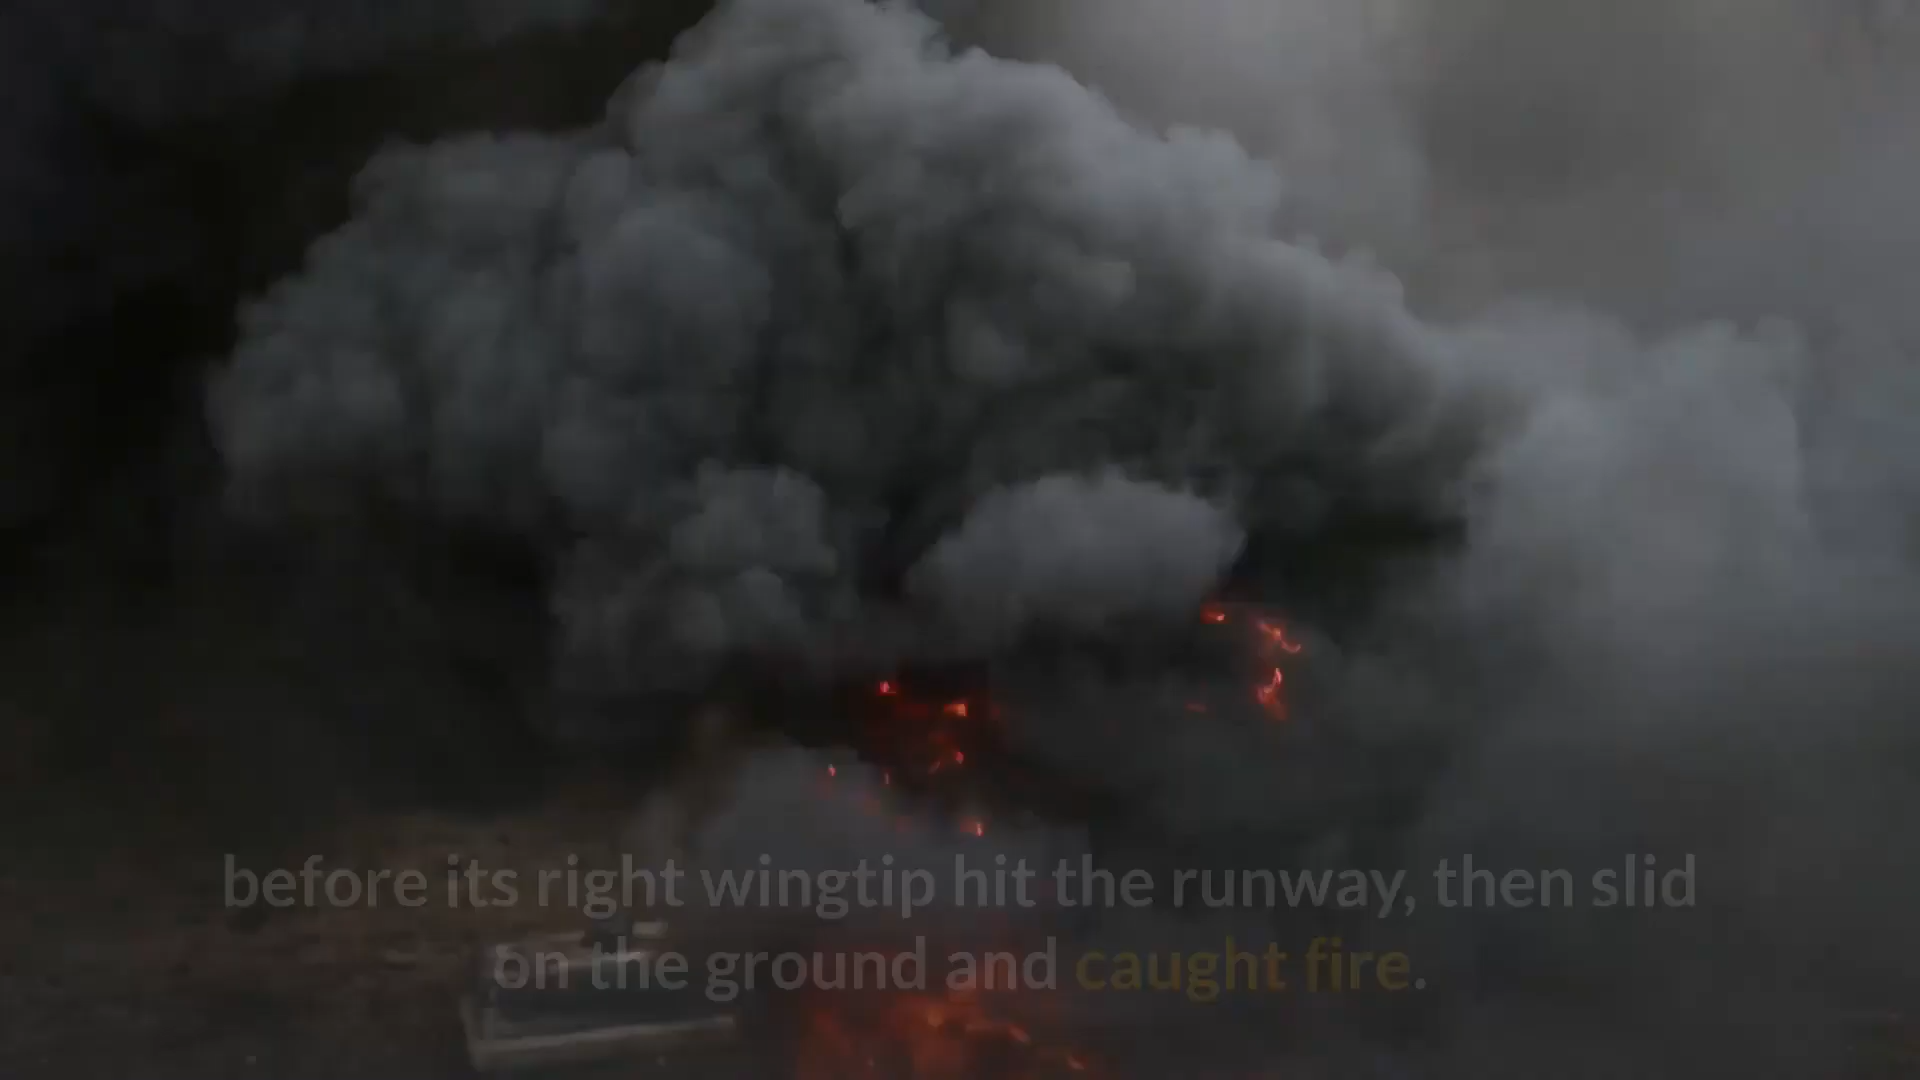 before its right wingtip hit the runway, then slid
on the ground and caught fire.